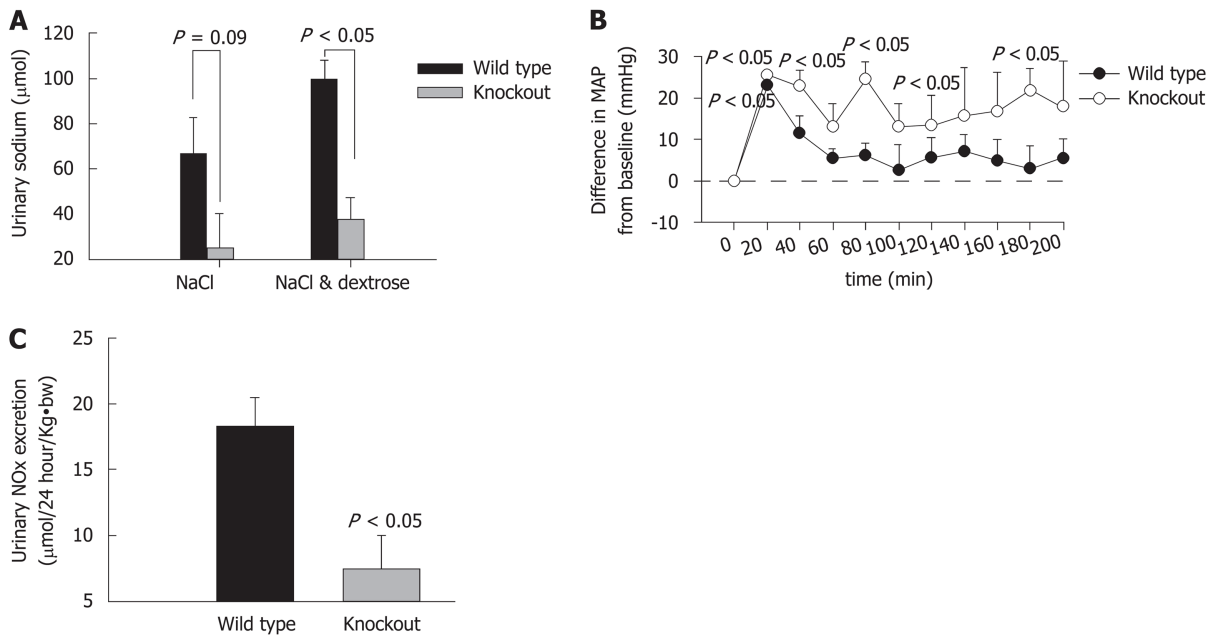 A
120
100
80
60
40
20
Urinary sodium (μmol)
P = 0.09
P < 0.05
Wild type
Knockout
NaCl
NaCl & dextrose
B
30
20
10
0
-10
Difference in MAP
from baseline (mmHg)
P < 0.05
P < 0.05
P < 0.05
P < 0.05
P < 0.05
P < 0.05
Wild type
Knockout
0 20 40 60 80 100 120 140 160 180 200
time (min)
C
25
20
15
10
5
Urinary NOx excretion
(μmol/24 hour/Kg•bw)
P < 0.05
Wild type
Knockout